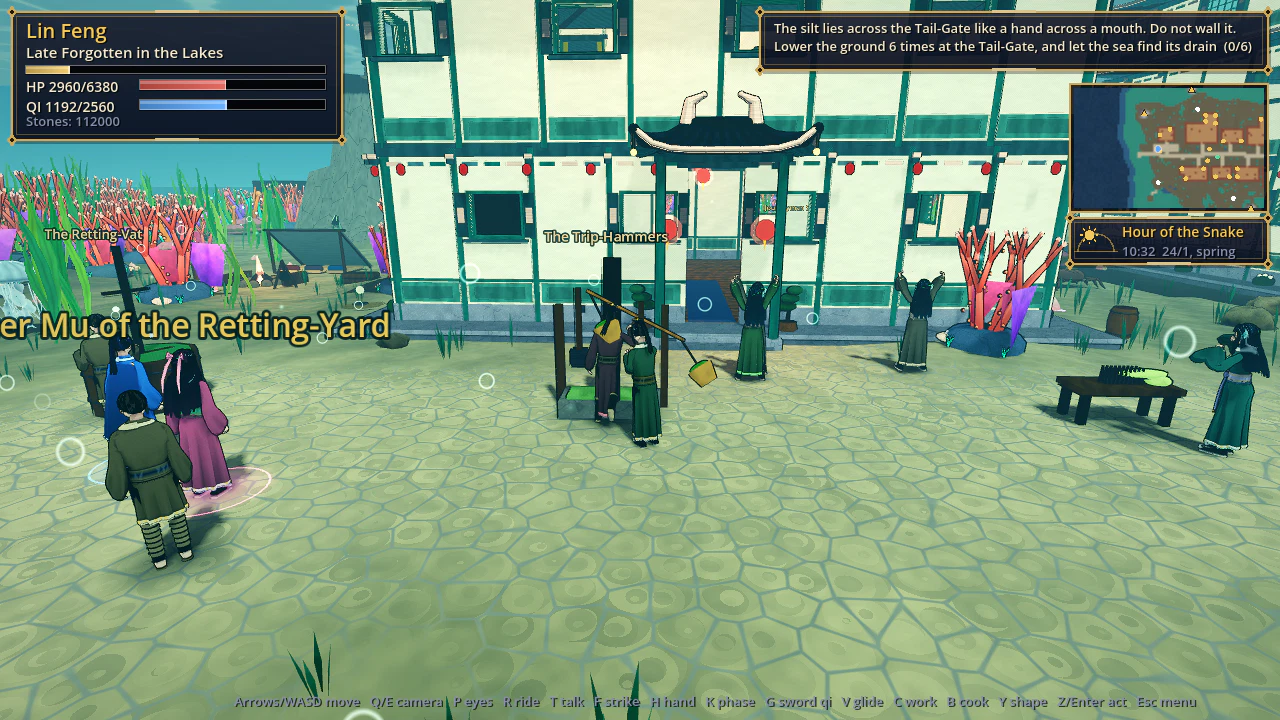 Lin Feng
Late Forgotten in the Lakes
HP 2960/6380
QI 1192/2560
Stones: 112000
The silt lies across the Tail-Gate like a hand across a mouth. Do not wall it.
Lower the ground 6 times at the Tail-Gate, and let the sea find its drain (0/6)
Hour of the Snake
10:32 24/1, spring
The Retting-Vat
The Trip-Hammers
er Mu of the Retting-Yard
Arrows/WASD move Q/E camera P eyes R ride T talk F strike H hand K phase G sword qi V glide C work B cook Y shape Z/Enter act Esc menu